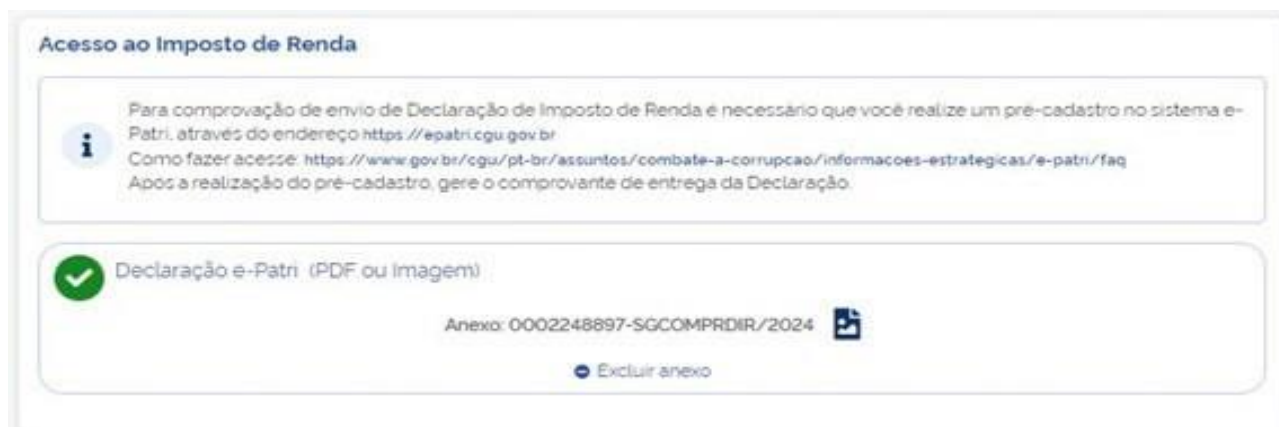 Acesso ao Imposto de Renda
Para comprovação de envio de Declaração de Imposto de Renda é necessário que você realize um pré-cadastro no sistema e-
Patri, através do endereço https://epatri.cgu.gov.br
Como fazer acesse: https://www.gov.br/cgu/pt-br/assuntos/combate-a-corrupcao/informacoes-estrategicas/e-patri/faq
Após a realização do pré-cadastro, gere o comprovante de entrega da Declaração.
Declaração e-Patri (PDF ou Imagem)
Anexo: 0002248897-SGCOMPRDIR/2024
Excluir anexo